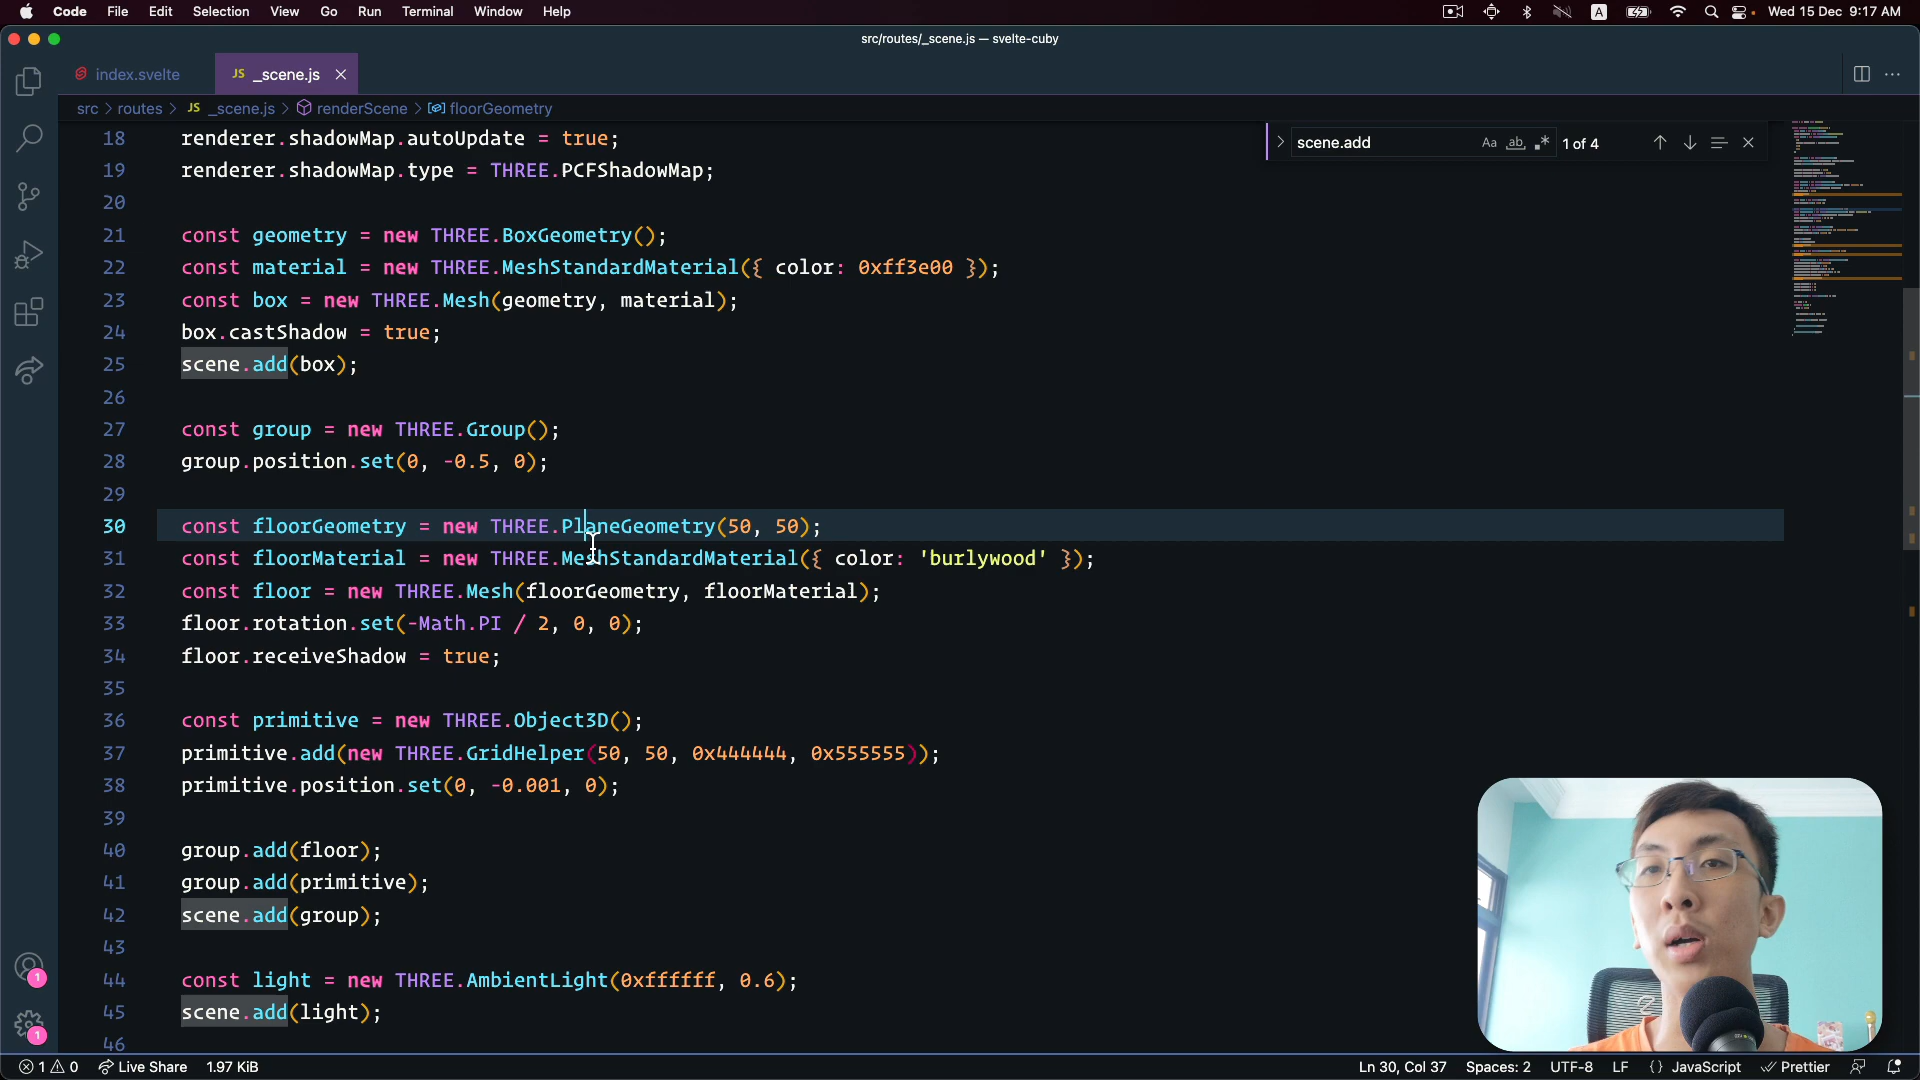 Code File Edit Selection View Go Run Terminal Window Help
A Wed 15 Dec 9:17 AM
src/routes/_scene.js — svelte-cuby
index.svelte
JS _scene.js
src > routes > JS _scene.js > renderScene > floorGeometry
scene.add Aa ab 1 of 4
18 renderer.shadowMap.autoUpdate = true;
19 renderer.shadowMap.type = THREE.PCFShadowMap;
20
21 const geometry = new THREE.BoxGeometry();
22 const material = new THREE.MeshStandardMaterial({ color: 0xff3e00 });
23 const box = new THREE.Mesh(geometry, material);
24 box.castShadow = true;
25 scene.add(box);
26
27 const group = new THREE.Group();
28 group.position.set(0, -0.5, 0);
29
30 const floorGeometry = new THREE.PlaneGeometry(50, 50);
31 const floorMaterial = new THREE.MeshStandardMaterial({ color: 'burlywood' });
32 const floor = new THREE.Mesh(floorGeometry, floorMaterial);
33 floor.rotation.set(-Math.PI / 2, 0, 0);
34 floor.receiveShadow = true;
35
36 const primitive = new THREE.Object3D();
37 primitive.add(new THREE.GridHelper(50, 50, 0x444444, 0x555555));
38 primitive.position.set(0, -0.001, 0);
39
40 group.add(floor);
41 group.add(primitive);
42 scene.add(group);
43
44 const light = new THREE.AmbientLight(0xffffff, 0.6);
45 scene.add(light);
46
1
1
1 0 Live Share 1.97 KiB
Ln 30, Col 37 Spaces: 2 UTF-8 LF {} JavaScript Prettier